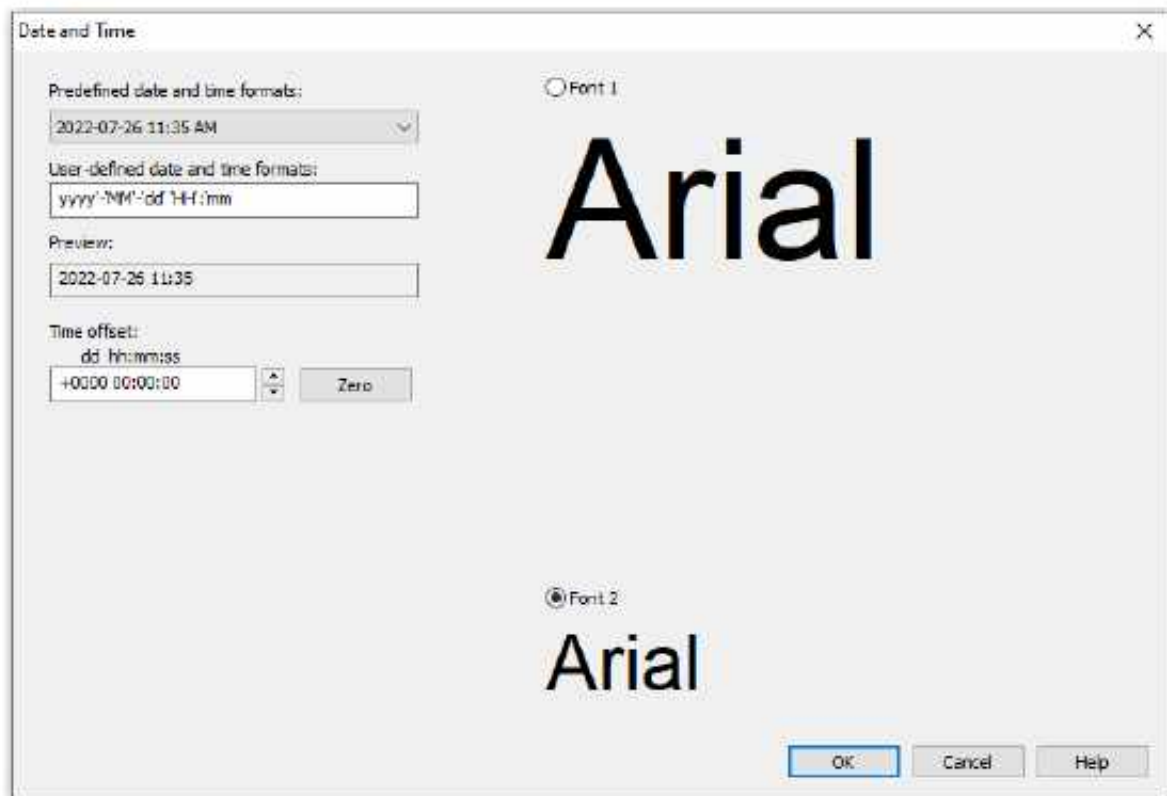 Date and Time
Predefined date and time formats:
2022-07-26 11:35 AM
User-defined date and time formats:
yyyy'-'MM'-'dd' 'HH':'mm
Preview:
2022-07-26 11:35
Time offset:
dd hh:mm:ss
+0000 00:00:00
Zero
Font 1
Arial
Font 2
Arial
OK
Cancel
Help